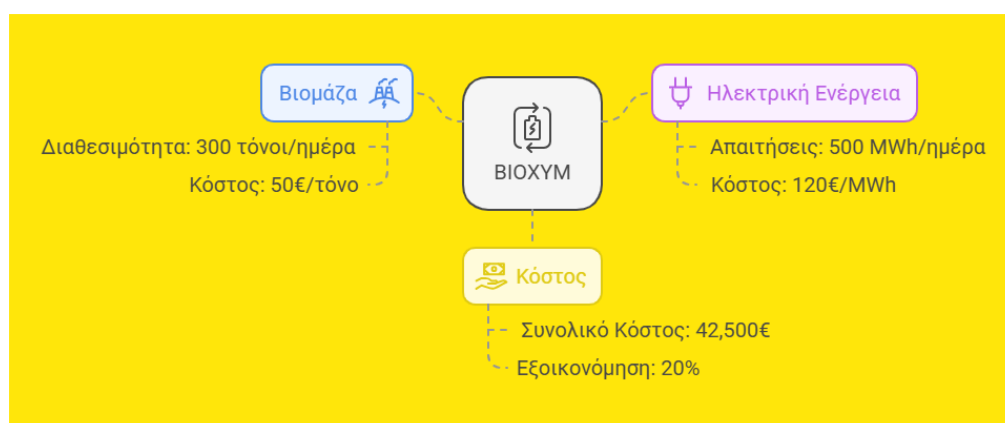 Βιομάζα
Διαθεσιμότητα: 300 τόνοι/ημέρα
Κόστος: 50€/τόνο
BIOXYM
Ηλεκτρική Ενέργεια
Απαιτήσεις: 500 MWh/ημέρα
Κόστος: 120€/MWh
Κόστος
Συνολικό Κόστος: 42,500€
Εξοικονόμηση: 20%